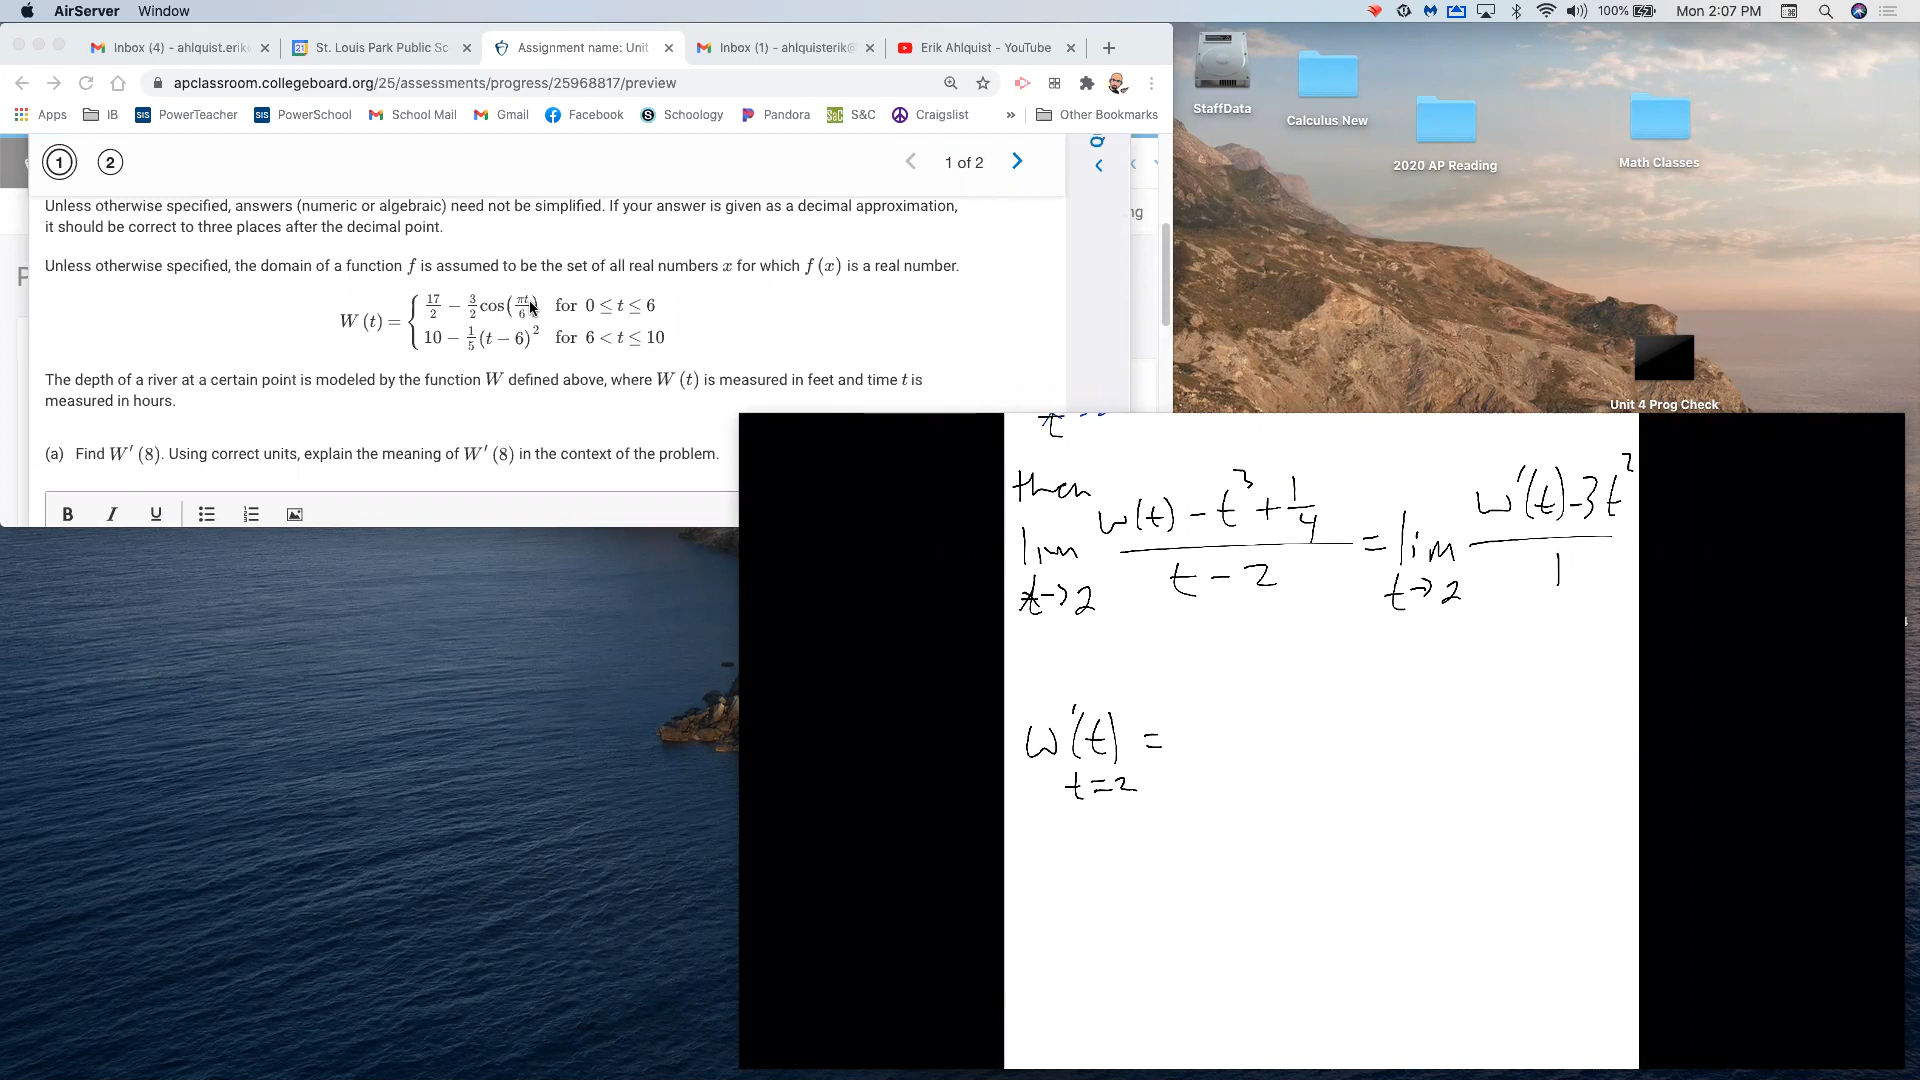 AirServer Window
100% Mon 2:07 PM
Inbox (4) - ahlquist.erik
St. Louis Park Public Sc
Assignment name: Unit
Inbox (1) - ahlquisterik@
Erik Ahlquist - YouTube
apclassroom.collegeboard.org/25/assessments/progress/25968817/preview
Apps IB PowerTeacher PowerSchool School Mail Gmail Facebook Schoology Pandora S&C Craigslist » Other Bookmarks
StaffData
Calculus New
2020 AP Reading
Math Classes
Unit 4 Prog Check
1 2 1 of 2
ng
Unless otherwise specified, answers (numeric or algebraic) need not be simplified. If your answer is given as a decimal approximation,
it should be correct to three places after the decimal point.
Unless otherwise specified, the domain of a function f is assumed to be the set of all real numbers x for which f (x) is a real number.
W (t) = { 17/2 − 3/2 cos(πt/6) for 0 ≤ t ≤ 6
10 − 1/5 (t − 6)² for 6 < t ≤ 10
The depth of a river at a certain point is modeled by the function W defined above, where W (t) is measured in feet and time t is
measured in hours.
(a) Find W′ (8). Using correct units, explain the meaning of W′ (8) in the context of the problem.
B I U
then
lim t→2 (w(t) − t³ + 1/4)/(t − 2) = lim t→2 (w′(t) − 3t²)/1
w′(t) =
t=2